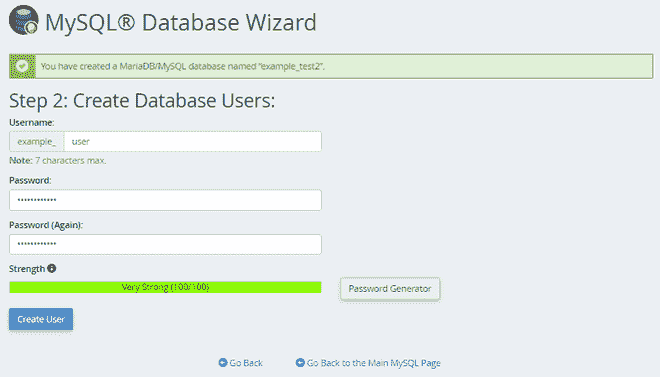 MySQL® Database Wizard
You have created a MariaDB/MySQL database named "example_test2".
Step 2: Create Database Users:
Username:
example_ user
Note: 7 characters max.
Password:
••••••••••••
Password (Again):
••••••••••••
Strength
Very Strong (100/100)
Password Generator
Create User
Go Back Go Back to the Main MySQL Page